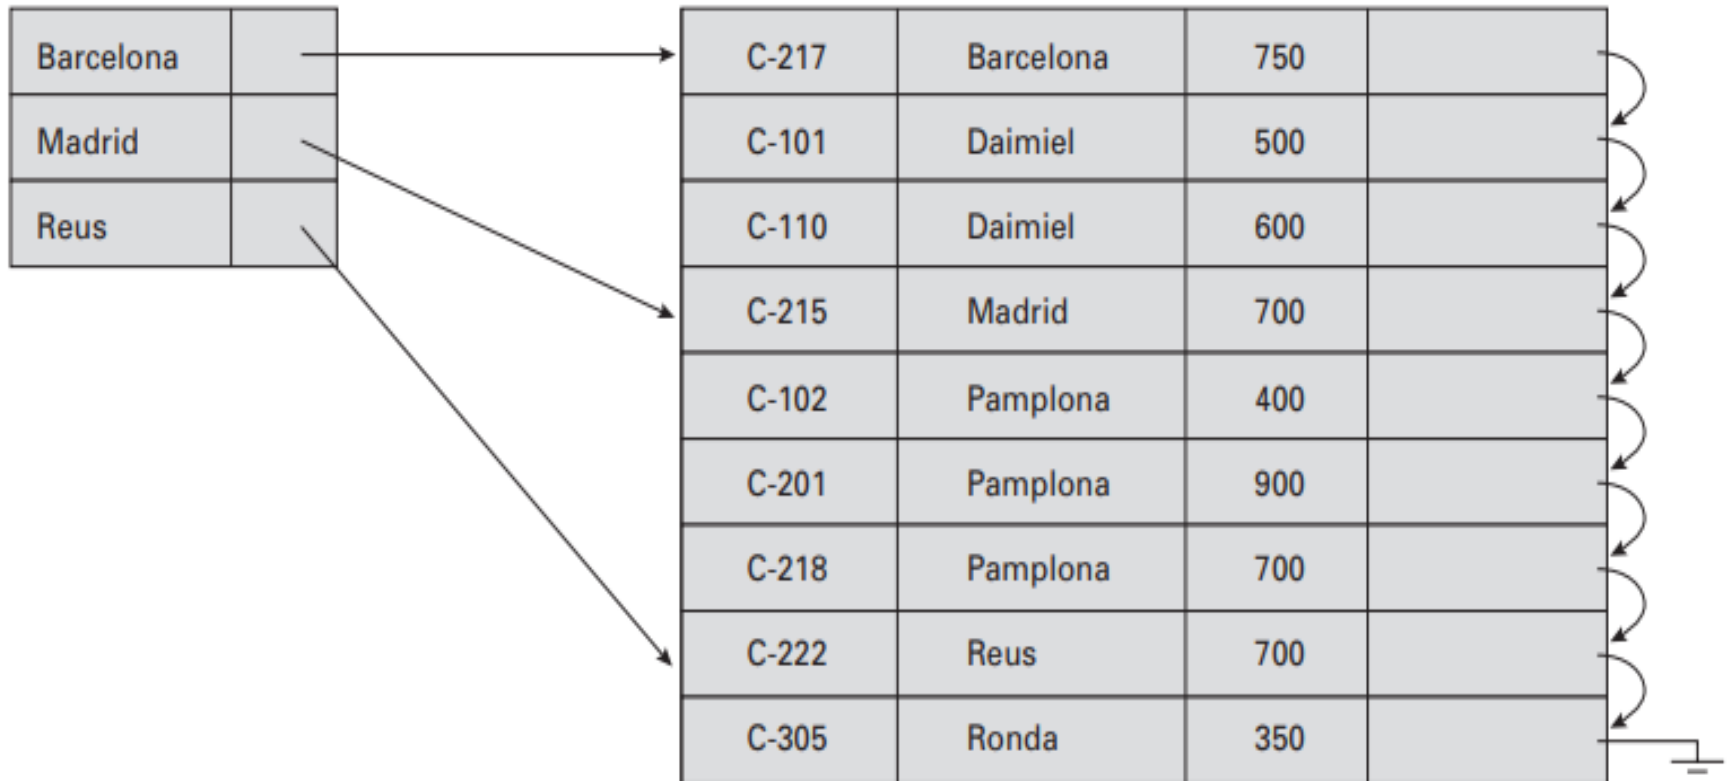 Barcelona
Madrid
Reus
C-217 Barcelona 750
C-101 Daimiel 500
C-110 Daimiel 600
C-215 Madrid 700
C-102 Pamplona 400
C-201 Pamplona 900
C-218 Pamplona 700
C-222 Reus 700
C-305 Ronda 350